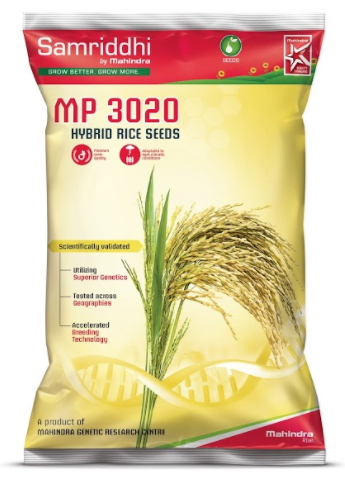 Samriddhi
by Mahindra
GROW BETTER. GROW MORE.
SEEDS
Mahindra
MP 3020
HYBRID RICE SEEDS
Scientifically validated
Utilizing
Superior Genetics
Tested across
Geographies
Accelerated
Breeding
Technology
A product of
MAHINDRA GENETIC RESEARCH CENTRE
Mahindra